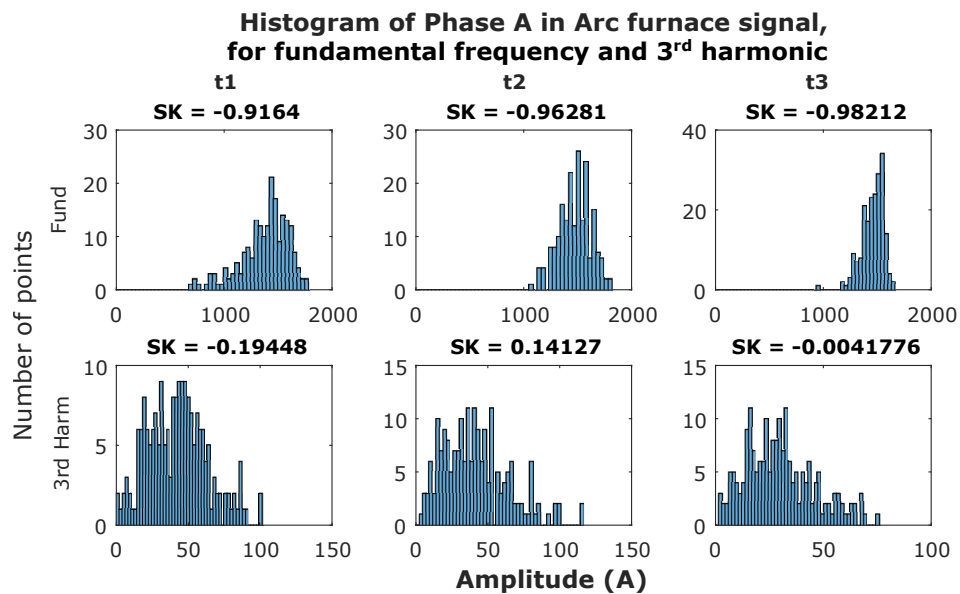 Histogram of Phase A in Arc furnace signal,
for fundamental frequency and 3rd harmonic
t1 t2 t3
SK = -0.9164 SK = -0.96281 SK = -0.98212
30 30 40
20 20 30
20
10 10 10
0 0 0
0 1000 2000 0 1000 2000 0 1000 2000
Fund
Number of points
SK = -0.19448 SK = 0.14127 SK = -0.0041776
10 15 15
10 10
5 5 5
0 0 0
0 50 100 150 0 50 100 150 0 50 100
3rd Harm
Amplitude (A)